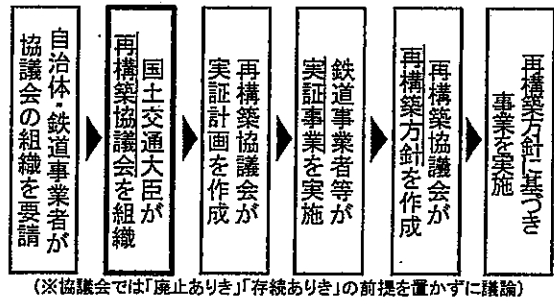 自治体・鉄道事業者が
協議会の組織を要請
国土交通大臣が
再構築協議会を組織
再構築協議会が
実証計画を作成
鉄道事業者等が
実証事業を実施
再構築協議会が
再構築方針を作成
再構築方針に基づき
事業を実施
(※協議会では「廃止ありき」「存続ありき」の前提を置かずに議論)